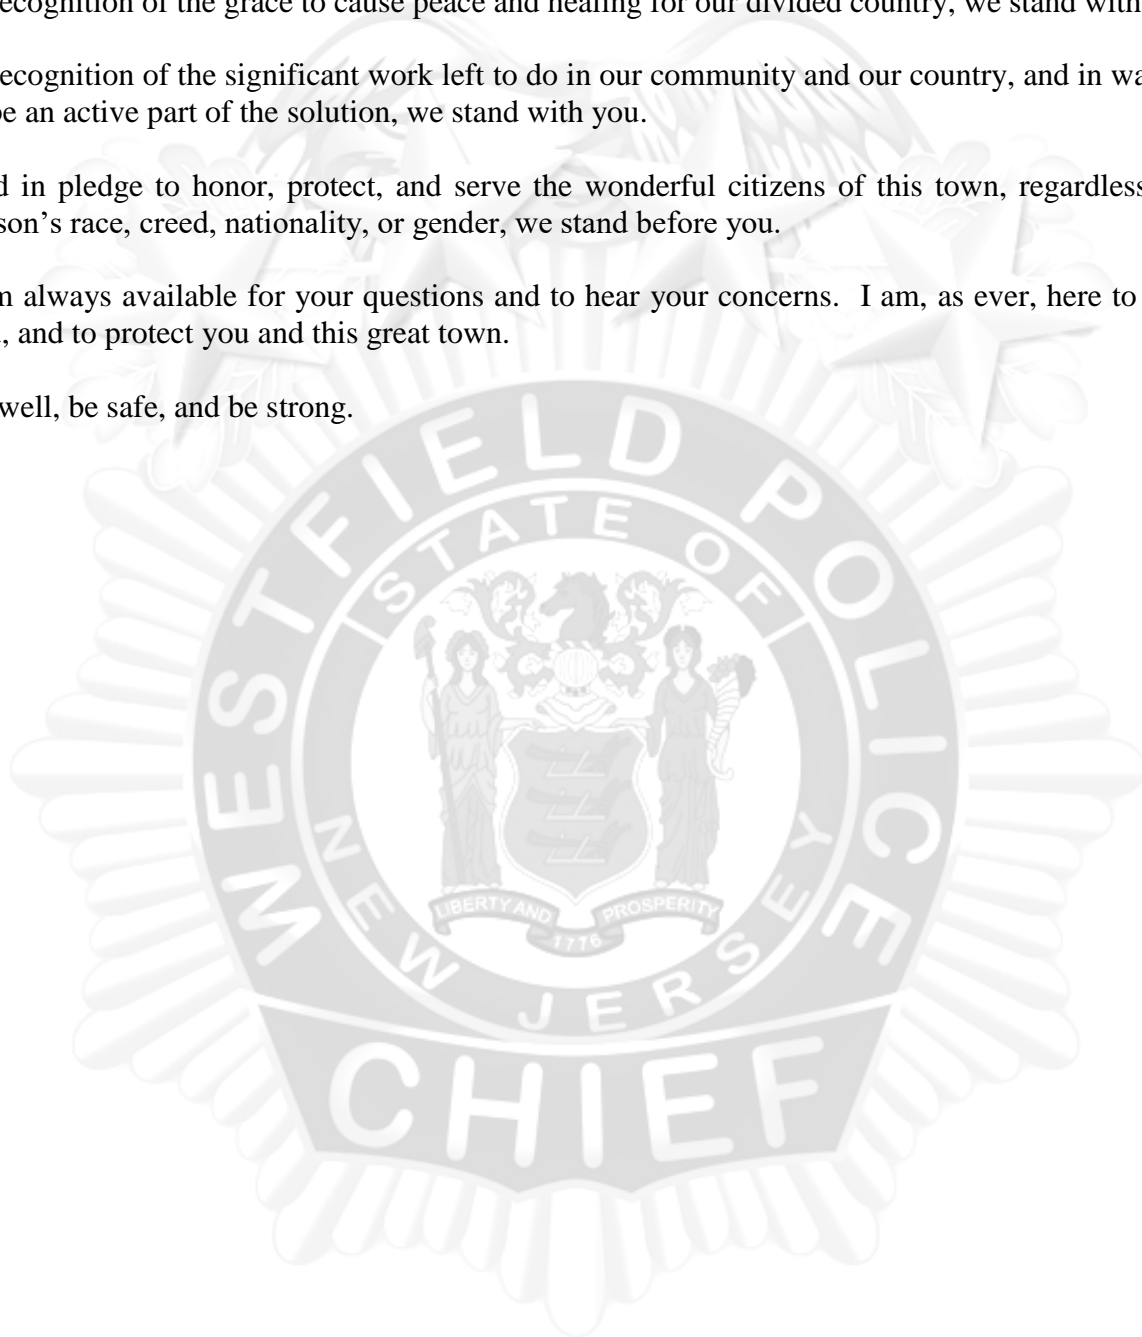 ecognition of the grace to cause peace and healing for our divided country, we stand with
ecognition of the significant work left to do in our community and our country, and in wa
be an active part of the solution, we stand with you.
d in pledge to honor, protect, and serve the wonderful citizens of this town, regardless
son's race, creed, nationality, or gender, we stand before you.
m always available for your questions and to hear your concerns.  I am, as ever, here to
, and to protect you and this great town.
well, be safe, and be strong.
WESTFIELD POLICE
STATE OF
NEW JERSEY
LIBERTY AND PROSPERITY
1776
CHIEF